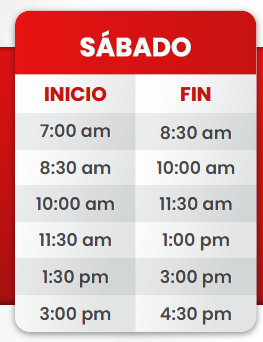 SÁBADO
INICIO FIN
7:00 am 8:30 am
8:30 am 10:00 am
10:00 am 11:30 am
11:30 am 1:00 pm
1:30 pm 3:00 pm
3:00 pm 4:30 pm